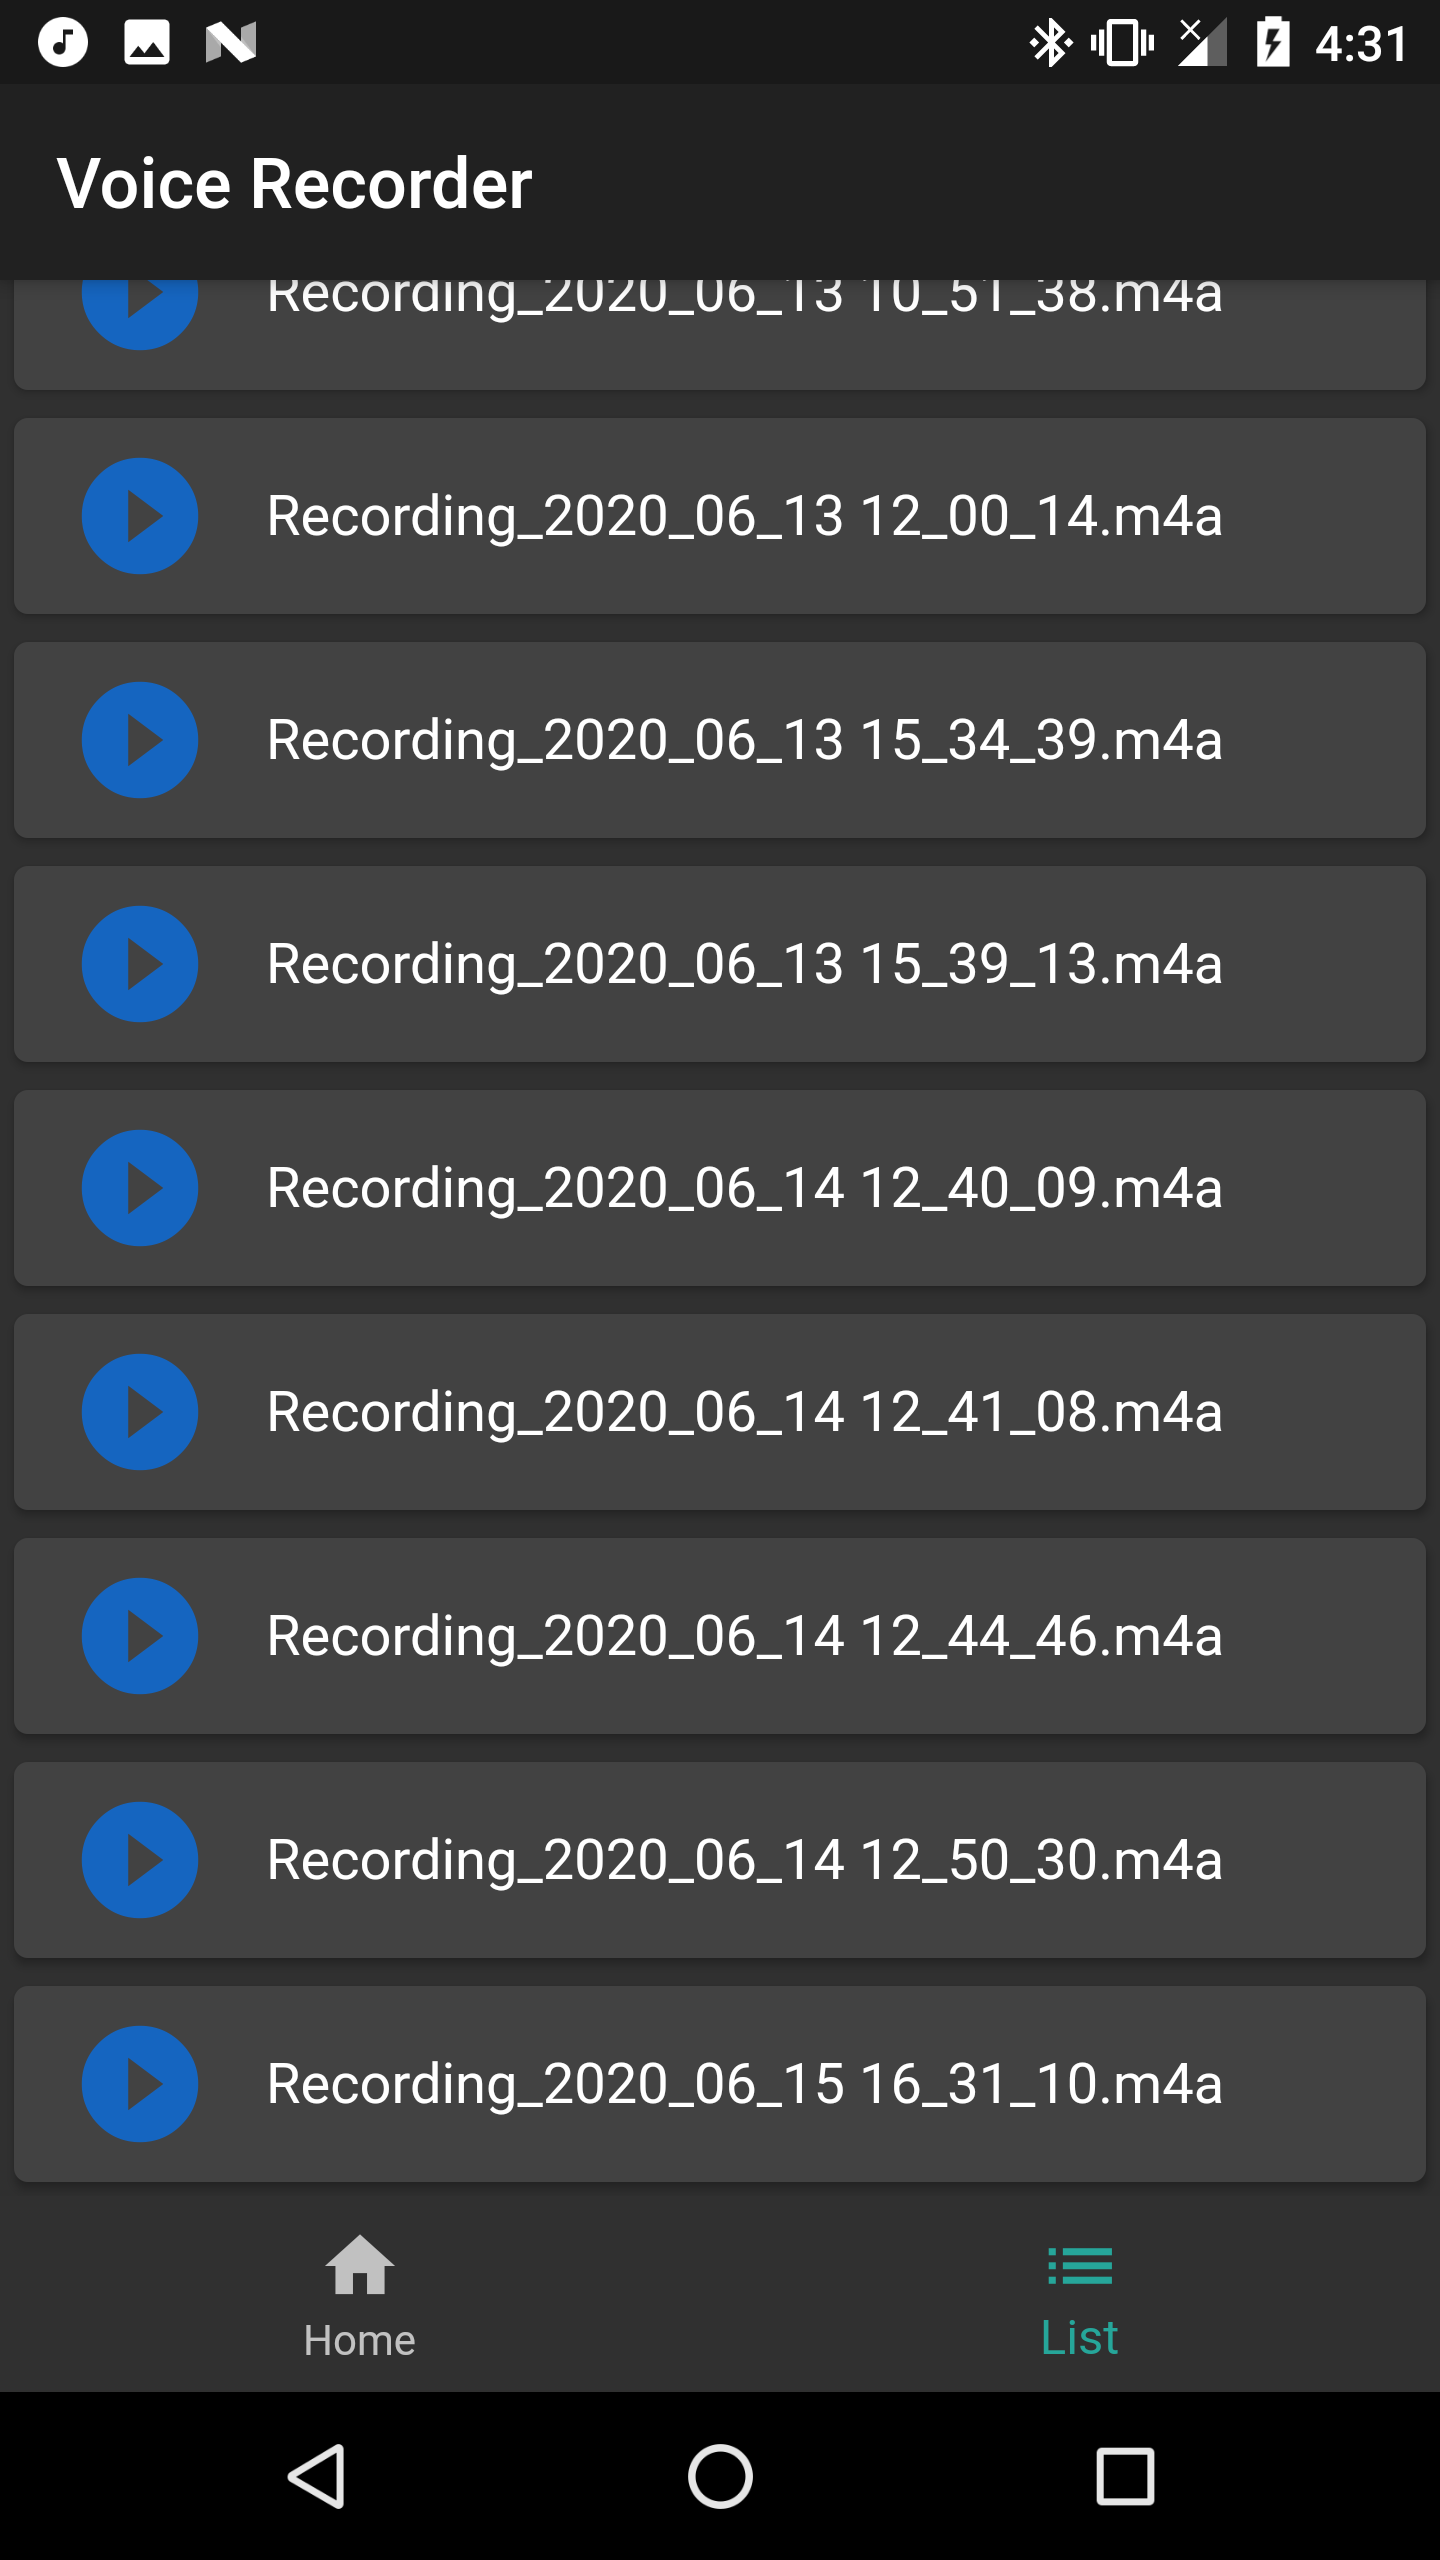 4:31
Voice Recorder
Recording_2020_06_13 10_51_38.m4a
Recording_2020_06_13 12_00_14.m4a
Recording_2020_06_13 15_34_39.m4a
Recording_2020_06_13 15_39_13.m4a
Recording_2020_06_14 12_40_09.m4a
Recording_2020_06_14 12_41_08.m4a
Recording_2020_06_14 12_44_46.m4a
Recording_2020_06_14 12_50_30.m4a
Recording_2020_06_15 16_31_10.m4a
Home
List